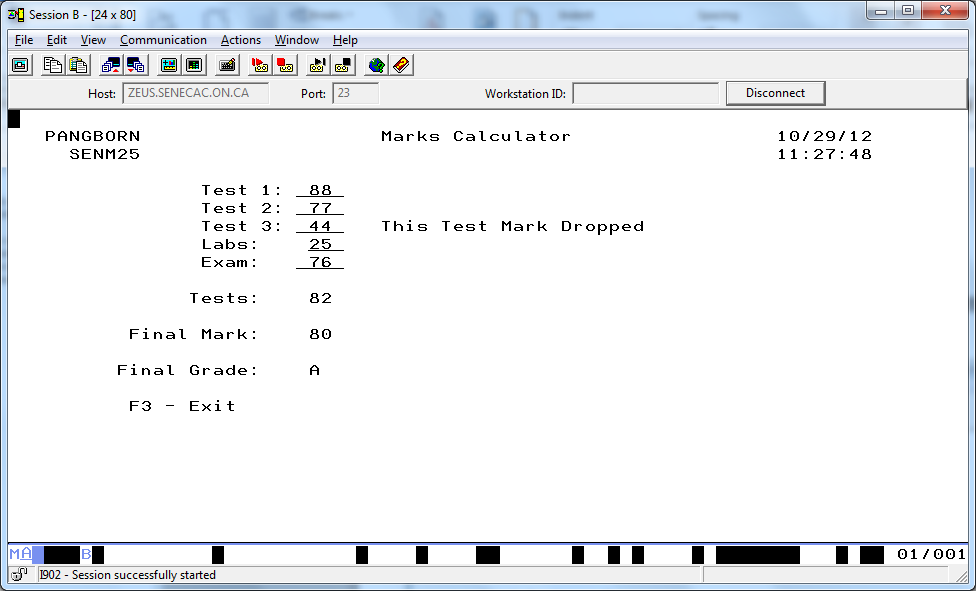 Session B - [24 x 80]
File Edit View Communication Actions Window Help
Host: ZEUS.SENECAC.ON.CA Port: 23 Workstation ID: Disconnect
PANGBORN Marks Calculator 10/29/12
SENM25 11:27:48
Test 1: 88
Test 2: 77
Test 3: 44 This Test Mark Dropped
Labs: 25
Exam: 76
Tests: 82
Final Mark: 80
Final Grade: A
F3 - Exit
MA B 01/001
I902 - Session successfully started